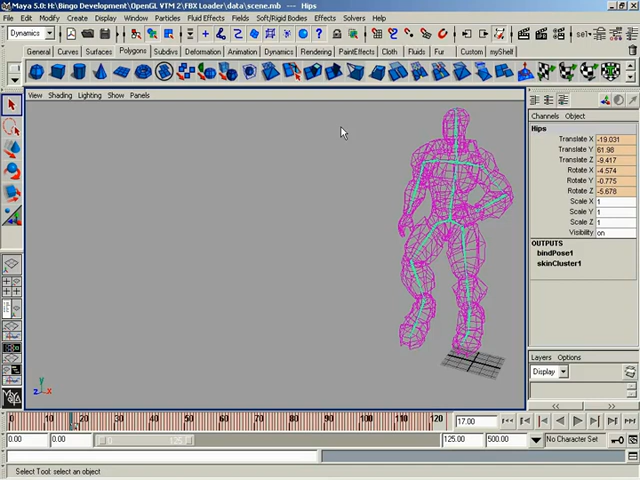 Maya 5.0: H:\Bingo Development\OpenGL VTM 2\FBX Loader\data\scene.mb --- Hips
File Edit Modify Create Display Window Particles Fluid Effects Fields Soft/Rigid Bodies Effects Solvers Help
Dynamics sel
General Curves Surfaces Polygons Subdivs Deformation Animation Dynamics Rendering PaintEffects Cloth Fluids Fur Custom myShelf
View Shading Lighting Show Panels
Channels Object
Hips
Translate X -19.031
Translate Y 61.98
Translate Z -9.417
Rotate X -4.574
Rotate Y -0.775
Rotate Z -5.678
Scale X 1
Scale Y 1
Scale Z 1
Visibility on
OUTPUTS
bindPose1
skinCluster1
Layers Options
Display
y
z x
MAYA
0 10 20 30 40 50 60 70 80 90 100 110 120 17.00
0.00 0.00 0 125 125.00 500.00 No Character Set
Select Tool: select an object